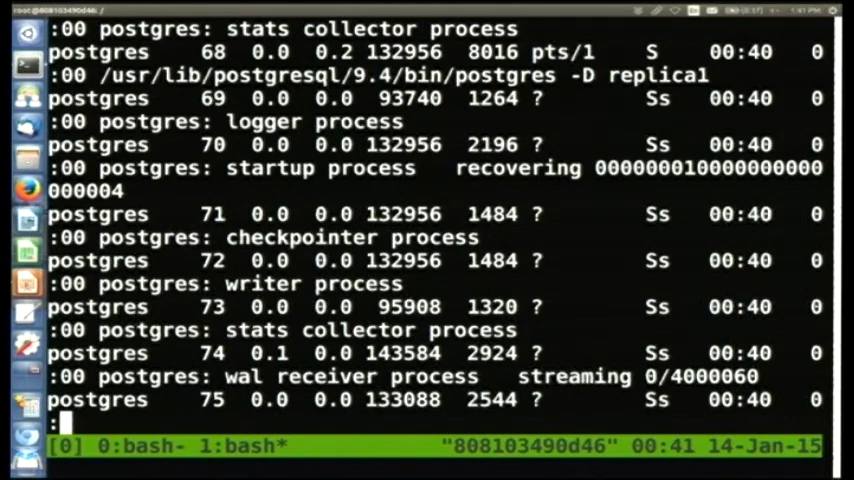 root@808103490d46: /
1:41 PM
:00 postgres: stats collector process
postgres 68 0.0 0.2 132956 8016 pts/1 S 00:40 0
:00 /usr/lib/postgresql/9.4/bin/postgres -D replica1
postgres 69 0.0 0.0 93740 1264 ? Ss 00:40 0
:00 postgres: logger process
postgres 70 0.0 0.0 132956 2196 ? Ss 00:40 0
:00 postgres: startup process recovering 000000010000000000
000004
postgres 71 0.0 0.0 132956 1484 ? Ss 00:40 0
:00 postgres: checkpointer process
postgres 72 0.0 0.0 132956 1484 ? Ss 00:40 0
:00 postgres: writer process
postgres 73 0.0 0.0 95908 1320 ? Ss 00:40 0
:00 postgres: stats collector process
postgres 74 0.1 0.0 143584 2924 ? Ss 00:40 0
:00 postgres: wal receiver process streaming 0/4000060
postgres 75 0.0 0.0 133088 2544 ? Ss 00:40 0
:
[0] 0:bash- 1:bash* "808103490d46" 00:41 14-Jan-15